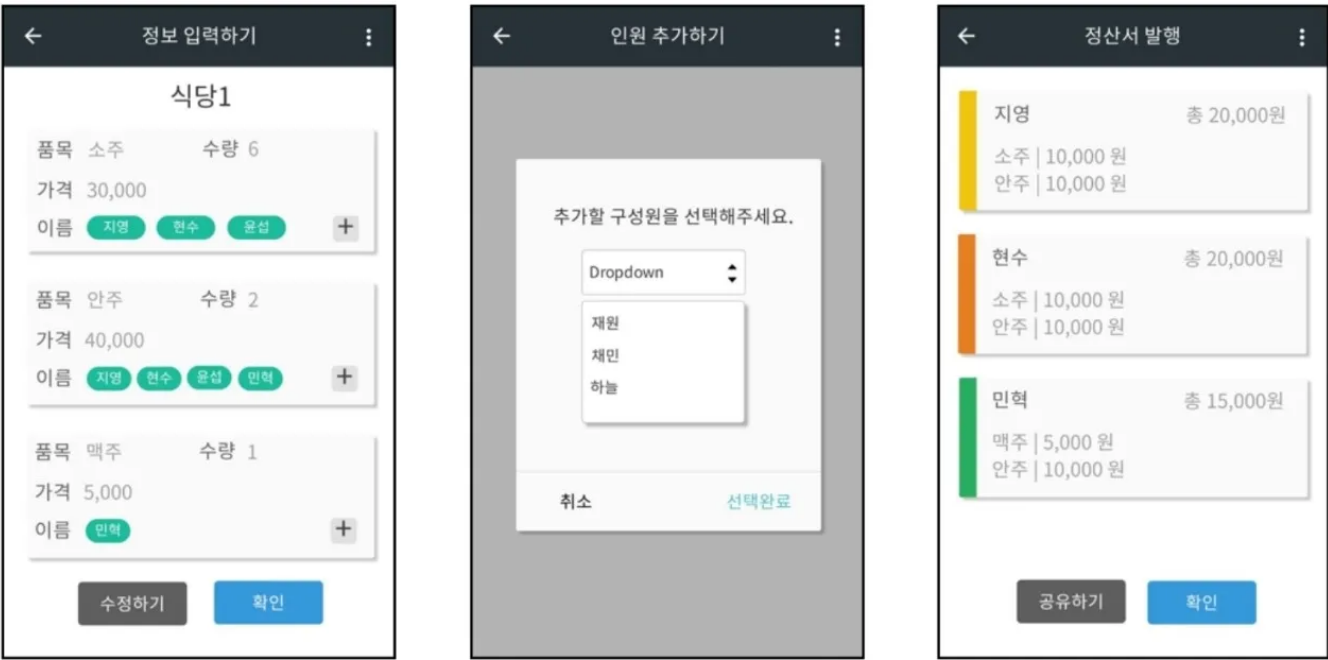 정보 입력하기
식당1
품목 소주 수량 6
가격 30,000
이름 지영 현수 윤섭 +
품목 안주 수량 2
가격 40,000
이름 지영 현수 윤섭 민혁 +
품목 맥주 수량 1
가격 5,000
이름 민혁 +
수정하기 확인
인원 추가하기
추가할 구성원을 선택해주세요.
Dropdown
재원
채민
하늘
취소 선택완료
정산서 발행
지영 총 20,000원
소주 | 10,000 원
안주 | 10,000 원
현수 총 20,000원
소주 | 10,000 원
안주 | 10,000 원
민혁 총 15,000원
맥주 | 5,000 원
안주 | 10,000 원
공유하기 확인